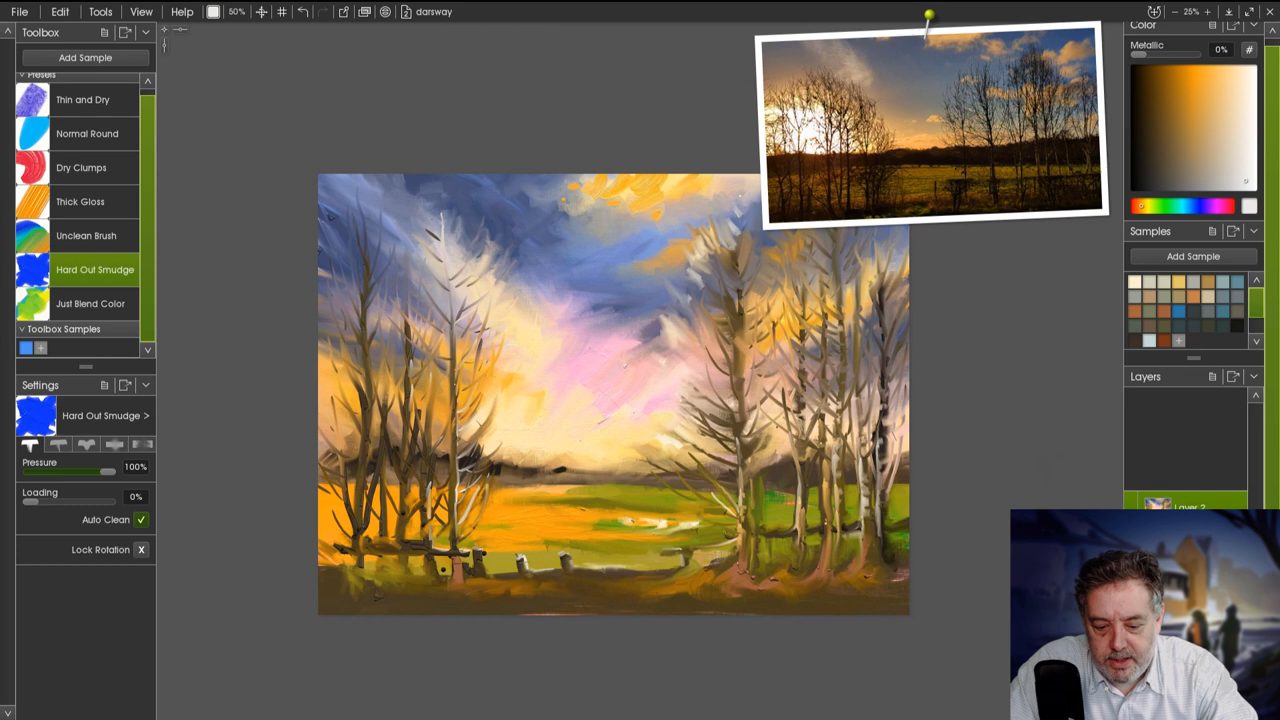 File Edit Tools View Help 50% darsway 25%
Toolbox
Add Sample
Presets
Thin and Dry
Normal Round
Dry Clumps
Thick Gloss
Unclean Brush
Hard Out Smudge
Just Blend Color
Toolbox Samples
Settings
Hard Out Smudge >
Pressure
100%
Loading
0%
Auto Clean
Lock Rotation X
Color
Metallic
0% #
Samples
Add Sample
Layers
Layer 2